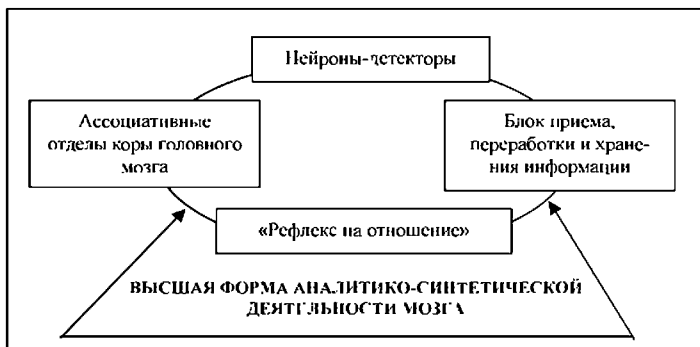 Нейроны-детекторы
Ассоциативные
отделы коры головного
мозга
Блок приема,
переработки и хране-
ния информации
«Рефлекс на отношение»
ВЫСШАЯ ФОРМА АНАЛИТИКО-СИНТЕТИЧЕСКОЙ
ДЕЯТЕЛЬНОСТИ МОЗГА